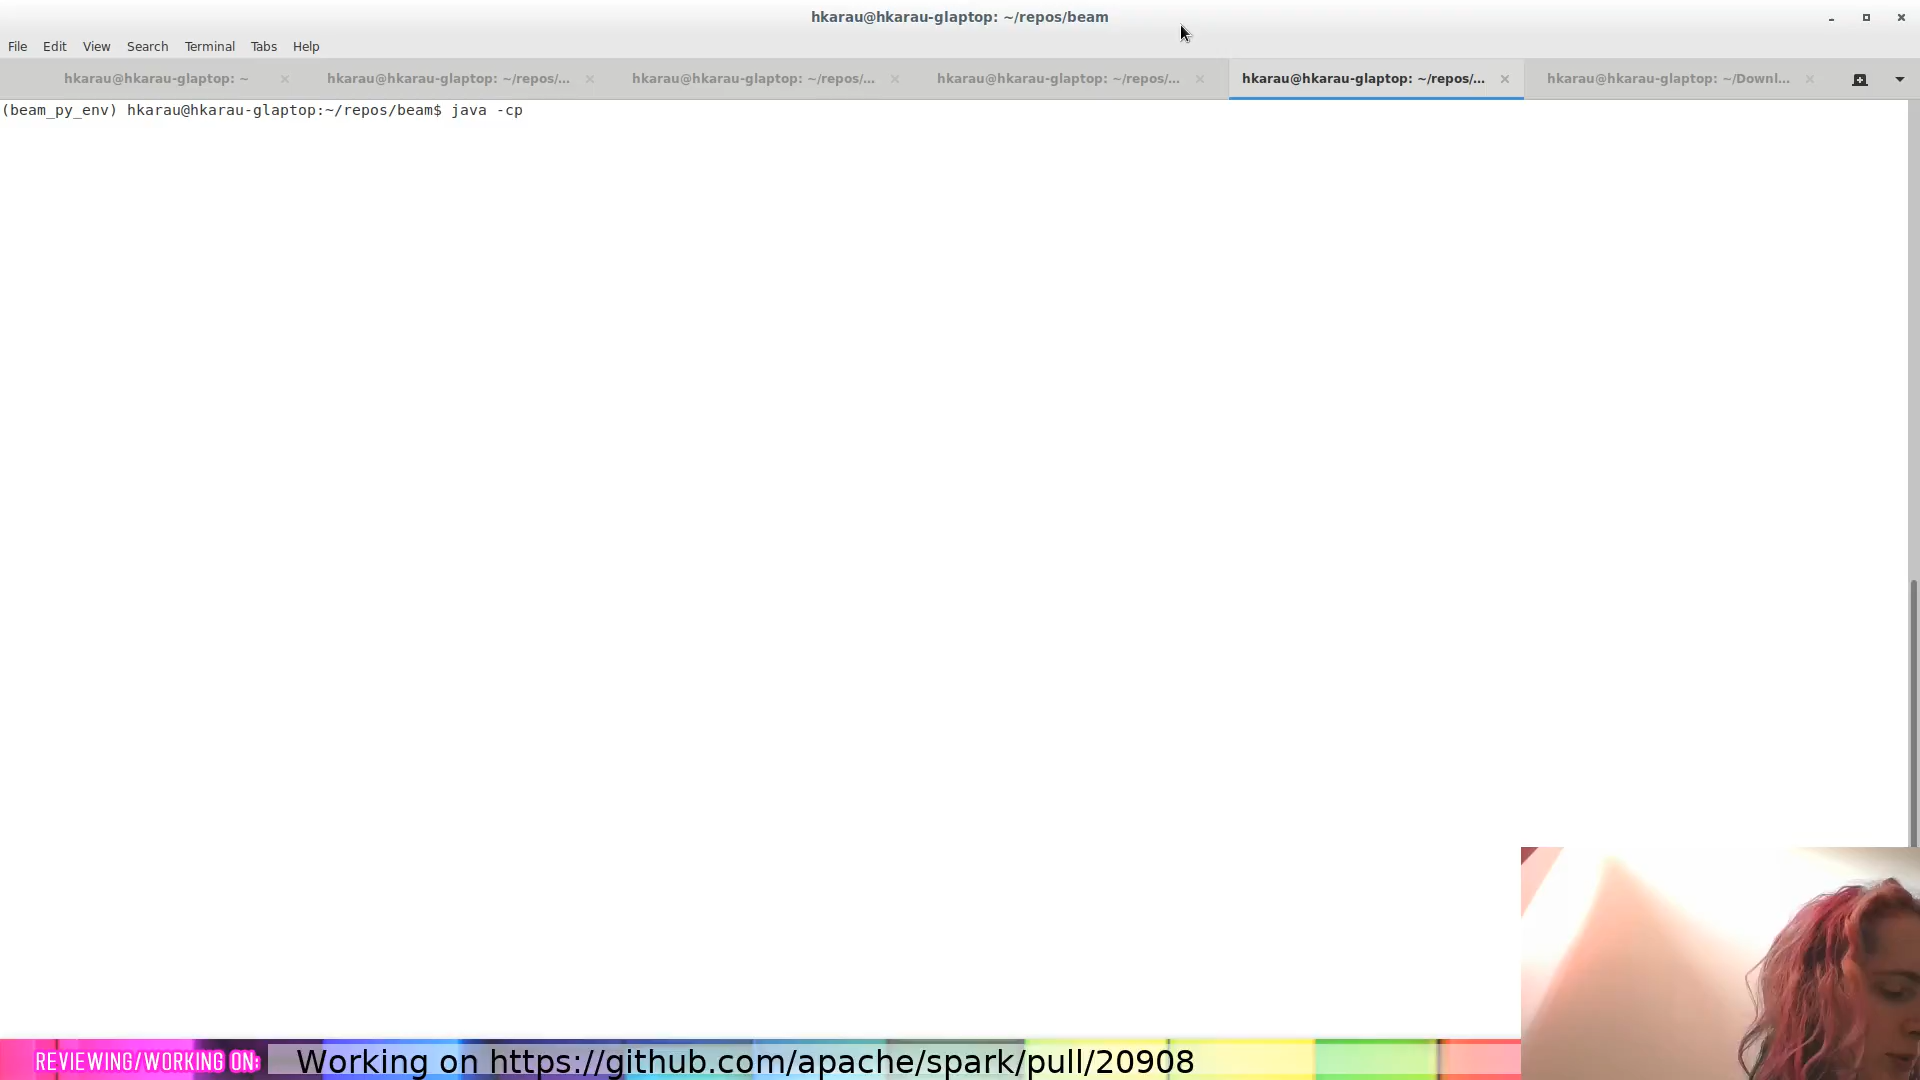 hkarau@hkarau-glaptop: ~/repos/beam
File Edit View Search Terminal Tabs Help
hkarau@hkarau-glaptop: ~
hkarau@hkarau-glaptop: ~/repos/...
hkarau@hkarau-glaptop: ~/repos/...
hkarau@hkarau-glaptop: ~/repos/...
hkarau@hkarau-glaptop: ~/repos/...
hkarau@hkarau-glaptop: ~/Downl...
(beam_py_env) hkarau@hkarau-glaptop:~/repos/beam$ java -cp
REVIEWING/WORKING ON:
Working on https://github.com/apache/spark/pull/20908